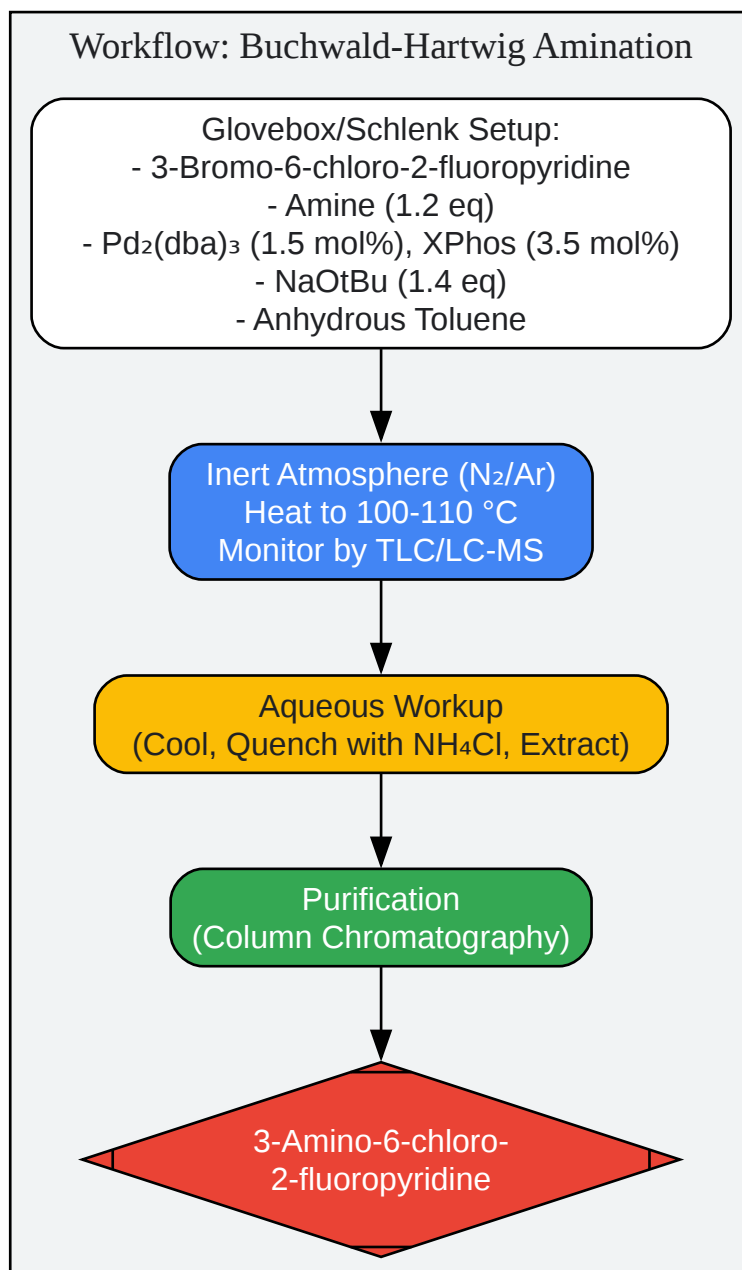 Workflow: Buchwald-Hartwig Amination
Glovebox/Schlenk Setup:
- 3-Bromo-6-chloro-2-fluoropyridine
- Amine (1.2 eq)
- Pd₂(dba)₃ (1.5 mol%), XPhos (3.5 mol%)
- NaOtBu (1.4 eq)
- Anhydrous Toluene
Inert Atmosphere (N₂/Ar)
Heat to 100-110 °C
Monitor by TLC/LC-MS
Aqueous Workup
(Cool, Quench with NH₄Cl, Extract)
Purification
(Column Chromatography)
3-Amino-6-chloro-
2-fluoropyridine